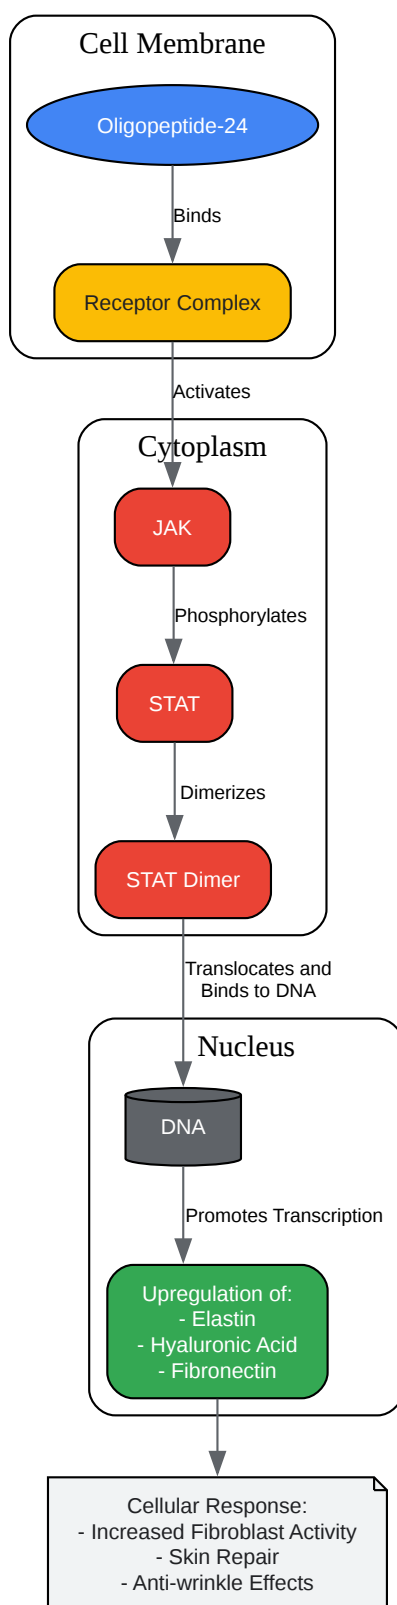 Cell Membrane
Oligopeptide-24
Binds
Receptor Complex
Activates
Cytoplasm
JAK
Phosphorylates
STAT
Dimerizes
STAT Dimer
Translocates and
Binds to DNA
Nucleus
DNA
Promotes Transcription
Upregulation of:
- Elastin
- Hyaluronic Acid
- Fibronectin
Cellular Response:
- Increased Fibroblast Activity
- Skin Repair
- Anti-wrinkle Effects